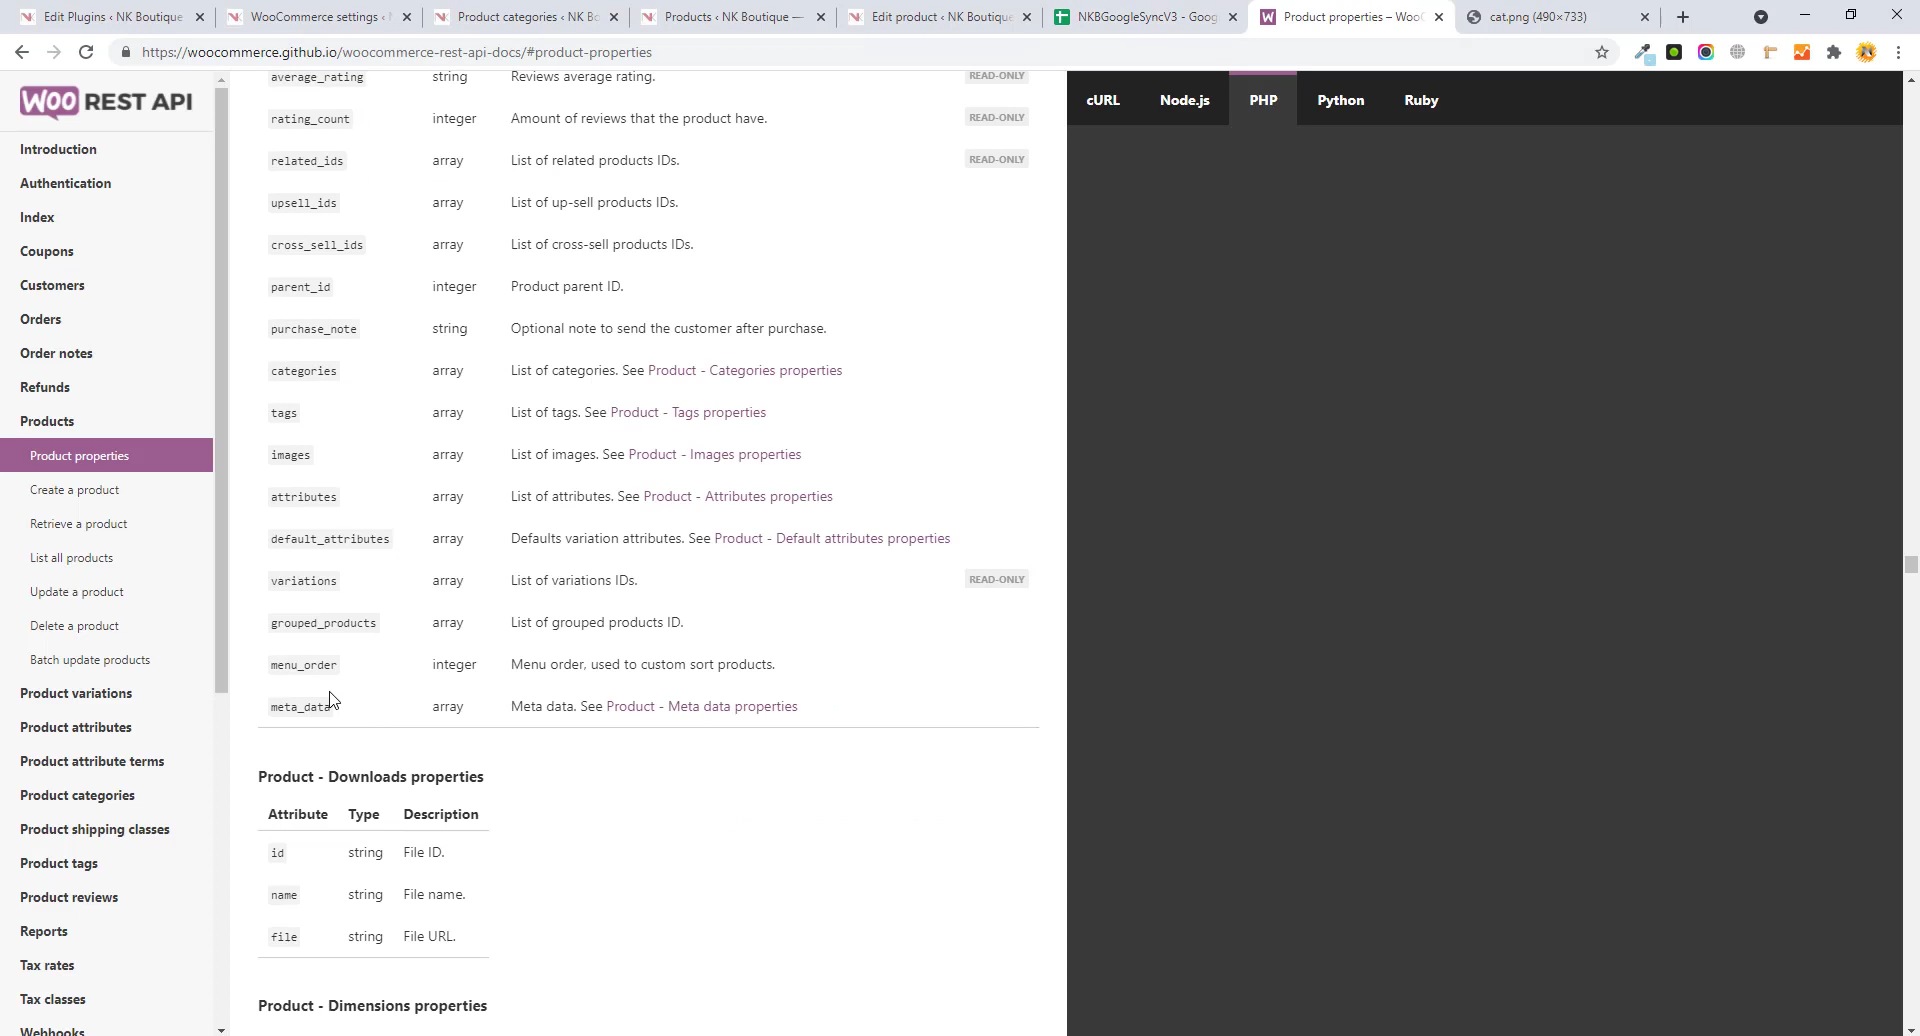 Edit Plugins ‹ NK Boutique
WooCommerce settings ‹
Product categories ‹ NK Bo
Products ‹ NK Boutique —
Edit product ‹ NK Boutique
NKBGoogleSyncV3 - Goog
Product properties – WooC
cat.png (490×733)
https://woocommerce.github.io/woocommerce-rest-api-docs/#product-properties
WOO REST API
Introduction
Authentication
Index
Coupons
Customers
Orders
Order notes
Refunds
Products
Product properties
Create a product
Retrieve a product
List all products
Update a product
Delete a product
Batch update products
Product variations
Product attributes
Product attribute terms
Product categories
Product shipping classes
Product tags
Product reviews
Reports
Tax rates
Tax classes
Webhooks
average_rating string Reviews average rating. READ-ONLY
rating_count integer Amount of reviews that the product have. READ-ONLY
related_ids array List of related products IDs. READ-ONLY
upsell_ids array List of up-sell products IDs.
cross_sell_ids array List of cross-sell products IDs.
parent_id integer Product parent ID.
purchase_note string Optional note to send the customer after purchase.
categories array List of categories. See Product - Categories properties
tags array List of tags. See Product - Tags properties
images array List of images. See Product - Images properties
attributes array List of attributes. See Product - Attributes properties
default_attributes array Defaults variation attributes. See Product - Default attributes properties
variations array List of variations IDs. READ-ONLY
grouped_products array List of grouped products ID.
menu_order integer Menu order, used to custom sort products.
meta_data array Meta data. See Product - Meta data properties
Product - Downloads properties
Attribute Type Description
id string File ID.
name string File name.
file string File URL.
Product - Dimensions properties
cURL Node.js PHP Python Ruby